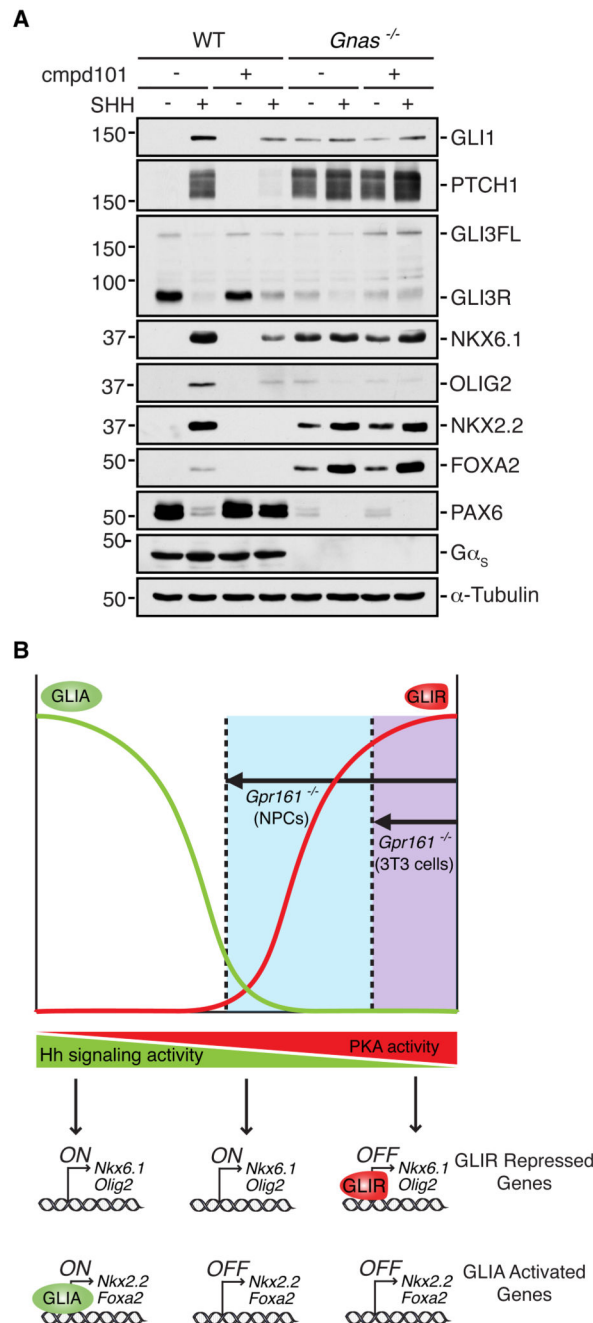 A
WT Gnas -/-
cmpd101 - + - +
SHH - + - + - + - +
150 GLI1
150 PTCH1
GLI3FL
150
100
GLI3R
37 NKX6.1
37 OLIG2
37 NKX2.2
50 FOXA2
50 PAX6
50 Gαs
50 α-Tubulin
B
GLIA GLIR
Gpr161 -/-
(NPCs)
Gpr161 -/-
(3T3 cells)
Hh signaling activity PKA activity
ON Nkx6.1 Olig2
ON Nkx6.1 Olig2
OFF GLIR Nkx6.1 Olig2
GLIR Repressed
Genes
ON GLIA Nkx2.2 Foxa2
OFF Nkx2.2 Foxa2
OFF Nkx2.2 Foxa2
GLIA Activated
Genes